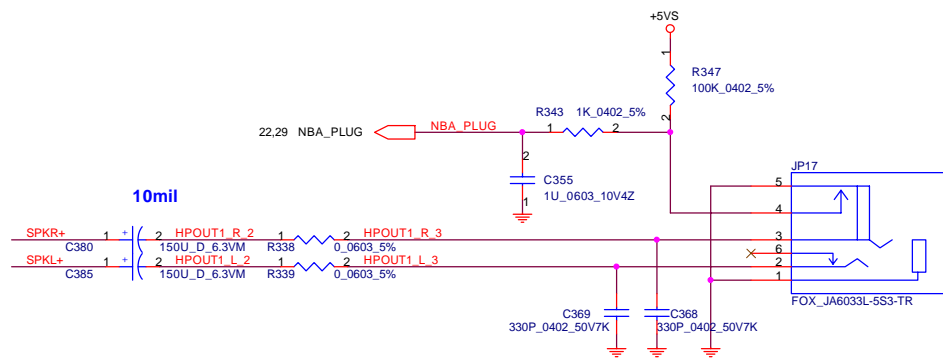 +5VS
1
R347
100K_0402_5%
2
R343 1K_0402_5%
22,29 NBA_PLUG
NBA_PLUG
1 2
2
C355
1U_0603_10V4Z
1
JP17
5
4
3
6
2
1
FOX_JA6033L-5S3-TR
10mil
SPKR+ 1 + 2 HPOUT1_R_2 1 2 HPOUT1_R_3
C380 150U_D_6.3VM R338 0_0603_5%
SPKL+ 1 + 2 HPOUT1_L_2 1 2 HPOUT1_L_3
C385 150U_D_6.3VM R339 0_0603_5%
C369 C368
330P_0402_50V7K 330P_0402_50V7K